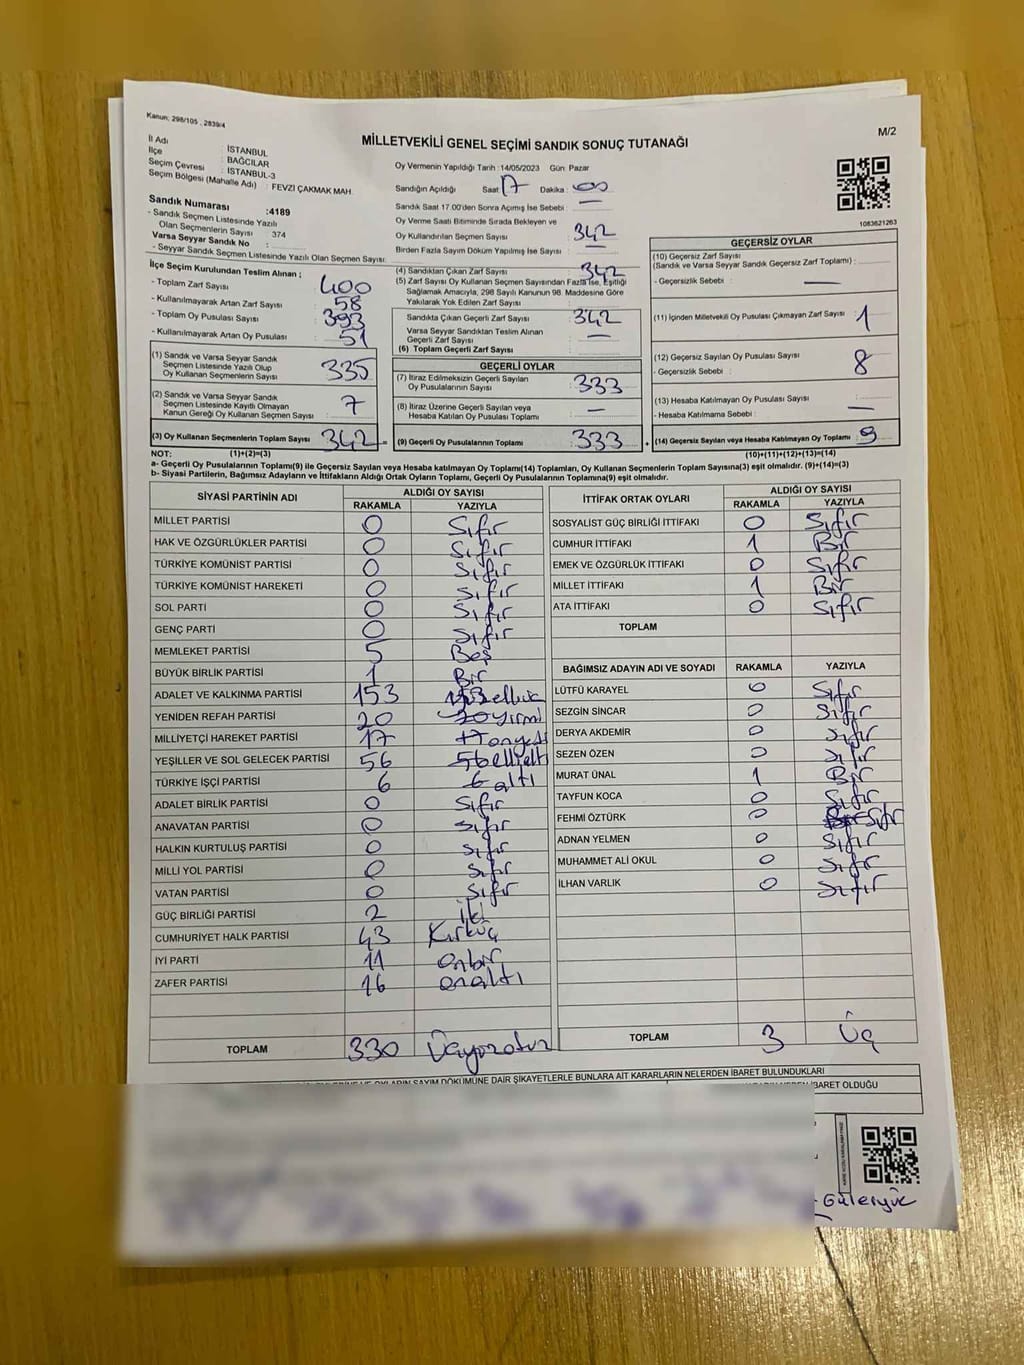 Kanun: 298/105 , 2839/4
M/2
MİLLETVEKİLİ GENEL SEÇİMİ SANDIK SONUÇ TUTANAĞI
İl Adı : İSTANBUL
İlçe : BAĞCILAR
Seçim Çevresi : İSTANBUL-3
Seçim Bölgesi (Mahalle Adı) : FEVZİ ÇAKMAK MAH.
Sandık Numarası :4189
- Sandık Seçmen Listesinde Yazılı
Olan Seçmenlerin Sayısı : 374
Varsa Seyyar Sandık No :
- Seyyar Sandık Seçmen Listesinde Yazılı Olan Seçmen Sayısı:
Oy Vermenin Yapıldığı Tarih : 14/05/2023 Gün: Pazar
Sandığın Açıldığı Saat 17 Dakika : 00
Sandık Saat 17.00'den Sonra Açımış İse Sebebi : —
Oy Verme Saati Bitiminde Sırada Bekleyen ve
Oy Kullandırılan Seçmen Sayısı : 342
Birden Fazla Sayım Döküm Yapılmış İse Sayısı : —
1083621263
İlçe Seçim Kurulundan Teslim Alınan ;
- Toplam Zarf Sayısı : 400
- Kullanılmayarak Artan Zarf Sayısı : 58
- Toplam Oy Pusulası Sayısı : 393
- Kullanılmayarak Artan Oy Pusulası : 51
(1) Sandık ve Varsa Seyyar Sandık
Seçmen Listesinde Yazılı Olup
Oy Kullanan Seçmenlerin Sayısı : 335
(2) Sandık ve Varsa Seyyar Sandık
Seçmen Listesinde Kayıtlı Olmayan
Kanun Gereği Oy Kullanan Seçmen Sayısı : 7
(3) Oy Kullanan Seçmenlerin Toplam Sayısı : 342
(4) Sandıktan Çıkan Zarf Sayısı : 342
(5) Zarf Sayısı Oy Kullanan Seçmen Sayısından Fazla İse, Eşitliği
Sağlamak Amacıyla, 298 Sayılı Kanunun 98. Maddesine Göre
Yakılarak Yok Edilen Zarf Sayısı :
Sandıkta Çıkan Geçerli Zarf Sayısı : 342
Varsa Seyyar Sandıktan Teslim Alınan
Geçerli Zarf Sayısı : —
(6) Toplam Geçerli Zarf Sayısı :
GEÇERLİ OYLAR
(7) İtiraz Edilmeksizin Geçerli Sayılan
Oy Pusulalarının Sayısı : 333
(8) İtiraz Üzerine Geçerli Sayılan veya
Hesaba Katılan Oy Pusulası Toplamı : —
(9) Geçerli Oy Pusulalarının Toplamı : 333
GEÇERSİZ OYLAR
(10) Geçersiz Zarf Sayısı
(Sandık ve Varsa Seyyar Sandık Geçersiz Zarf Toplamı) :
- Geçersizlik Sebebi : —
(11) İçinden Milletvekili Oy Pusulası Çıkmayan Zarf Sayısı : 1
(12) Geçersiz Sayılan Oy Pusulası Sayısı : 8
- Geçersizlik Sebebi :
(13) Hesaba Katılmayan Oy Pusulası Sayısı :
- Hesaba Katılmama Sebebi : —
(14) Geçersiz Sayılan veya Hesaba Katılmayan Oy Toplamı : 9
NOT: (1)+(2)=(3) (10)+(11)+(12)+(13)=(14)
a- Geçerli Oy Pusulalarının Toplamı(9) ile Geçersiz Sayılan veya Hesaba katılmayan Oy Toplamı(14) Toplamları, Oy Kullanan Seçmenlerin Toplam Sayısına(3) eşit olmalıdır. (9)+(14)=(3)
b- Siyasi Partilerin, Bağımsız Adayların ve İttifakların Aldığı Ortak Oyların Toplamı, Geçerli Oy Pusulalarının Toplamına(9) eşit olmalıdır.
SİYASİ PARTİNİN ADI ALDIĞI OY SAYISI
RAKAMLA YAZIYLA
MİLLET PARTİSİ 0 Sıfır
HAK VE ÖZGÜRLÜKLER PARTİSİ 0 Sıfır
TÜRKİYE KOMÜNİST PARTİSİ 0 Sıfır
TÜRKİYE KOMÜNİST HAREKETİ 0 Sıfır
SOL PARTİ 0 Sıfır
GENÇ PARTİ 0 Sıfır
MEMLEKET PARTİSİ 5 Beş
BÜYÜK BİRLİK PARTİSİ 1 Bir
ADALET VE KALKINMA PARTİSİ 153
YENİDEN REFAH PARTİSİ 20 yirmi
MİLLİYETÇİ HAREKET PARTİSİ 17 onyedi
YEŞİLLER VE SOL GELECEK PARTİSİ 56 ellialtı
TÜRKİYE İŞÇİ PARTİSİ 6 altı
ADALET BİRLİK PARTİSİ 0 Sıfır
ANAVATAN PARTİSİ 0 Sıfır
HALKIN KURTULUŞ PARTİSİ 0 Sıfır
MİLLİ YOL PARTİSİ 0 Sıfır
VATAN PARTİSİ 0 Sıfır
GÜÇ BİRLİĞİ PARTİSİ 2 İki
CUMHURİYET HALK PARTİSİ 43 Kırküç
İYİ PARTİ 11 Onbir
ZAFER PARTİSİ 16 onaltı
TOPLAM 330 Üçyüzotuz
İTTİFAK ORTAK OYLARI ALDIĞI OY SAYISI
RAKAMLA YAZIYLA
SOSYALİST GÜÇ BİRLİĞİ İTTİFAKI 0 Sıfır
CUMHUR İTTİFAKI 1 Bir
EMEK VE ÖZGÜRLÜK İTTİFAKI 0 Sıfır
MİLLET İTTİFAKI 1 Bir
ATA İTTİFAKI 0 Sıfır
TOPLAM
BAĞIMSIZ ADAYIN ADI VE SOYADI RAKAMLA YAZIYLA
LÜTFÜ KARAYEL 0 Sıfır
SEZGİN SİNCAR 0 Sıfır
DERYA AKDEMİR 0 Sıfır
SEZEN ÖZEN 0 Sıfır
MURAT ÜNAL 1 Bir
TAYFUN KOCA 0 Sıfır
FEHMİ ÖZTÜRK 0 Sıfır
ADNAN YELMEN 0 Sıfır
MUHAMMET ALİ OKUL 0 Sıfır
İLHAN VARLIK 0 Sıfır
TOPLAM 3 Üç
OYLARIN SAYIM DÖKÜMÜNE DAİR ŞİKAYETLERLE BUNLARA AİT KARARLARIN NELERDEN İBARET BULUNDUKLARI
İBARET OLDUĞU